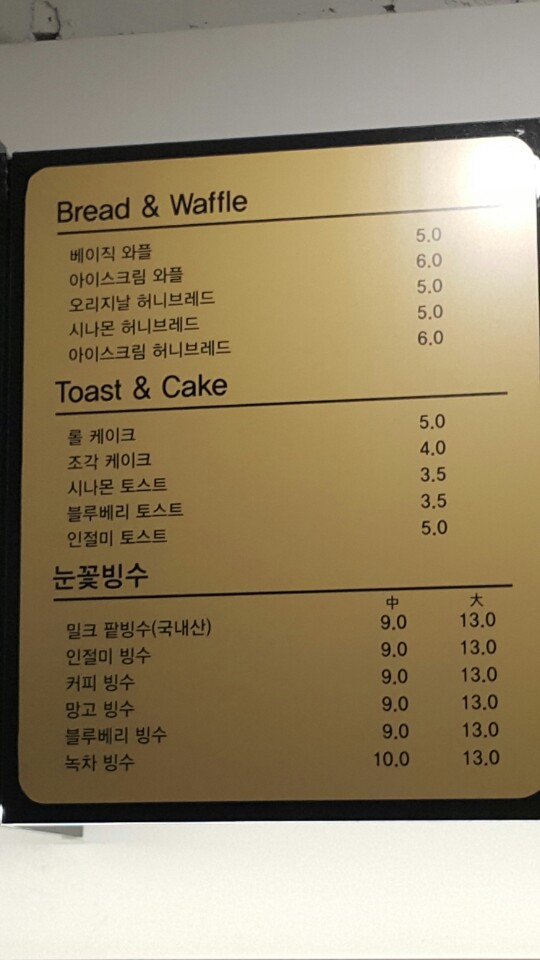 Bread & Waffle
베이직 와플 5.0
아이스크림 와플 6.0
오리지날 허니브레드 5.0
시나몬 허니브레드 5.0
아이스크림 허니브레드 6.0
Toast & Cake
롤 케이크 5.0
조각 케이크 4.0
시나몬 토스트 3.5
블루베리 토스트 3.5
인절미 토스트 5.0
눈꽃빙수
中 大
밀크 팥빙수(국내산) 9.0 13.0
인절미 빙수 9.0 13.0
커피 빙수 9.0 13.0
망고 빙수 9.0 13.0
블루베리 빙수 9.0 13.0
녹차 빙수 10.0 13.0